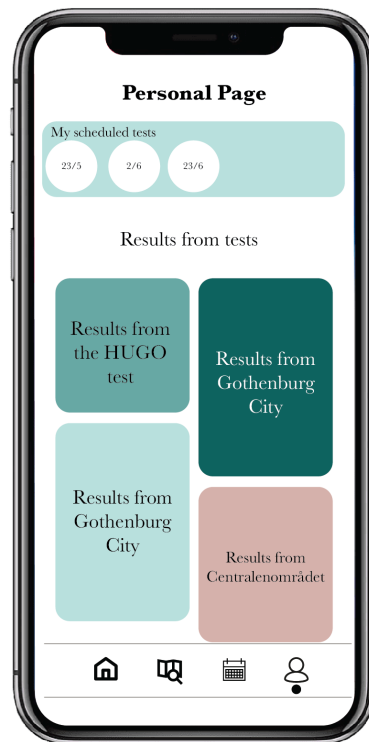 Personal Page
My scheduled tests
23/5
2/6
23/6
Results from tests
Results from
the HUGO
test
Results from
Gothenburg
City
Results from
Gothenburg
City
Results from
Centralenområdet